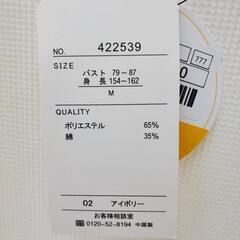 NO. 422539
SIZE
バスト 79－87
身長 154－162
M
QUALITY
ポリエステル 65%
綿 35%
02 アイボリー
お客様相談室
0120-52-8194 中国製
777
0